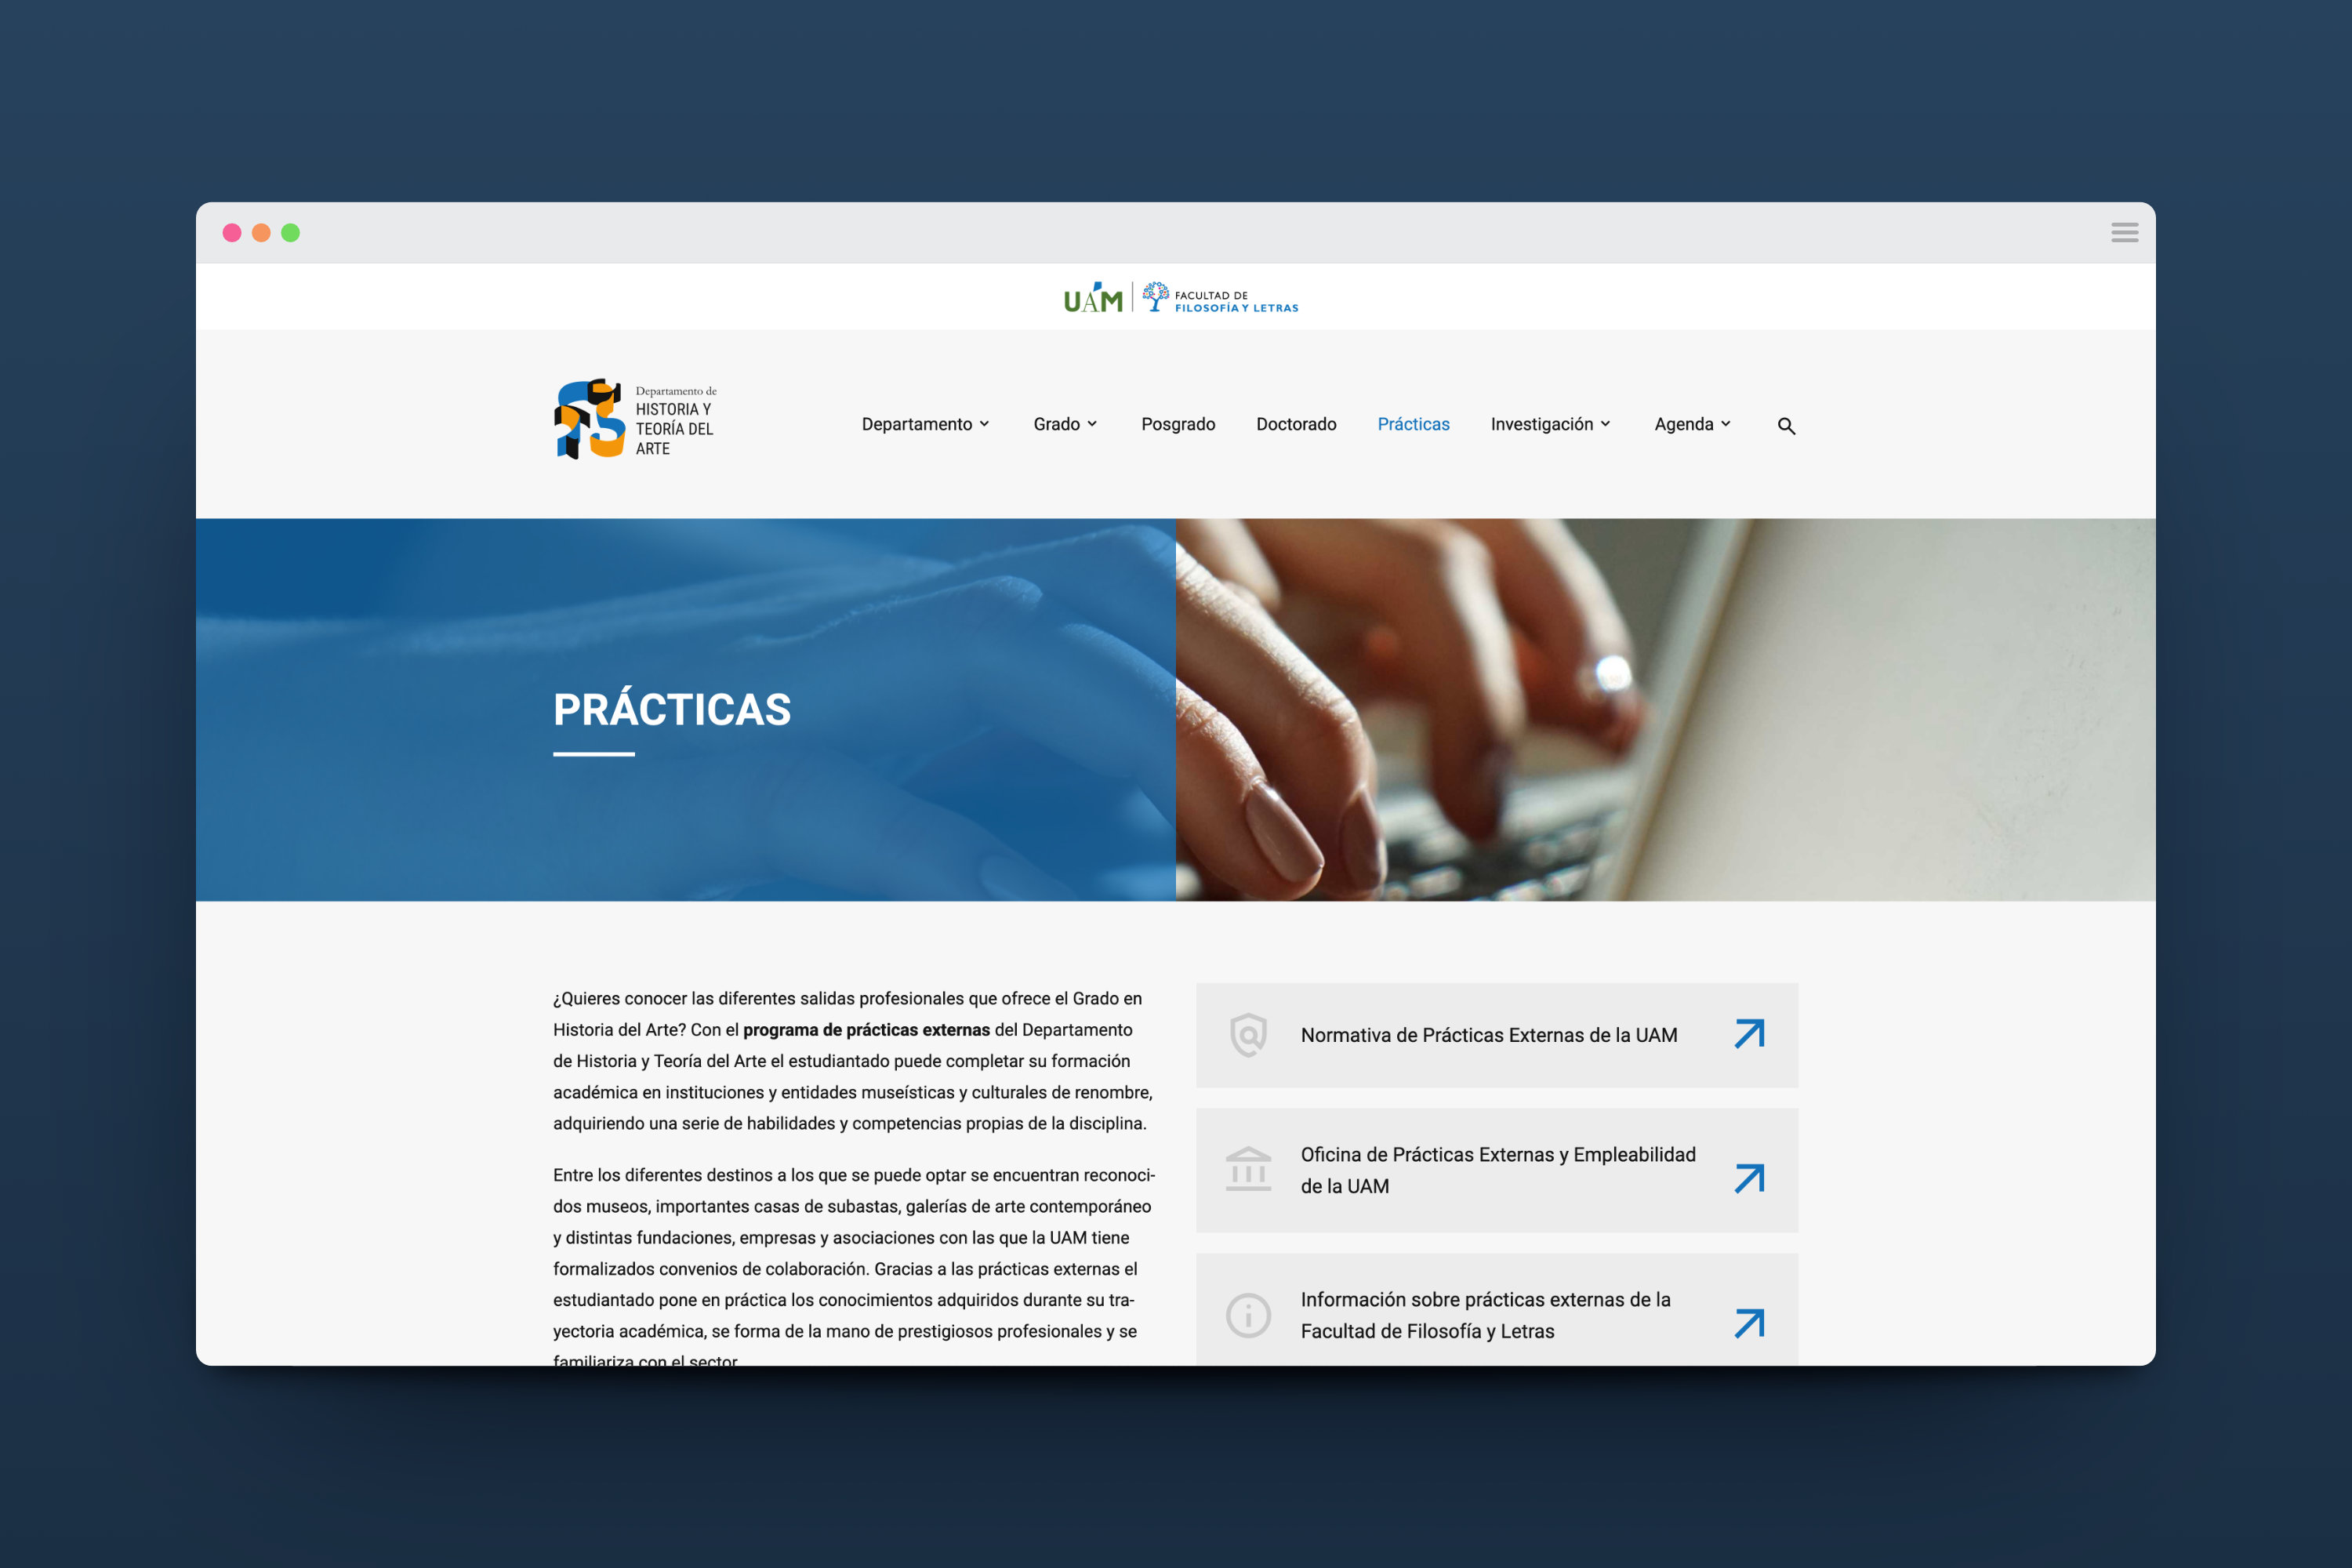 UAM
FACULTAD DE
FILOSOFÍA Y LETRAS
Departamento de
HISTORIA Y
TEORÍA DEL
ARTE
Departamento
Grado
Posgrado
Doctorado
Prácticas
Investigación
Agenda
PRÁCTICAS
¿Quieres conocer las diferentes salidas profesionales que ofrece el Grado en
Historia del Arte? Con el programa de prácticas externas del Departamento
de Historia y Teoría del Arte el estudiantado puede completar su formación
académica en instituciones y entidades museísticas y culturales de renombre,
adquiriendo una serie de habilidades y competencias propias de la disciplina.
Entre los diferentes destinos a los que se puede optar se encuentran reconoci-
dos museos, importantes casas de subastas, galerías de arte contemporáneo
y distintas fundaciones, empresas y asociaciones con las que la UAM tiene
formalizados convenios de colaboración. Gracias a las prácticas externas el
estudiantado pone en práctica los conocimientos adquiridos durante su tra-
yectoria académica, se forma de la mano de prestigiosos profesionales y se
familiariza con el sector
Normativa de Prácticas Externas de la UAM
Oficina de Prácticas Externas y Empleabilidad
de la UAM
Información sobre prácticas externas de la
Facultad de Filosofía y Letras